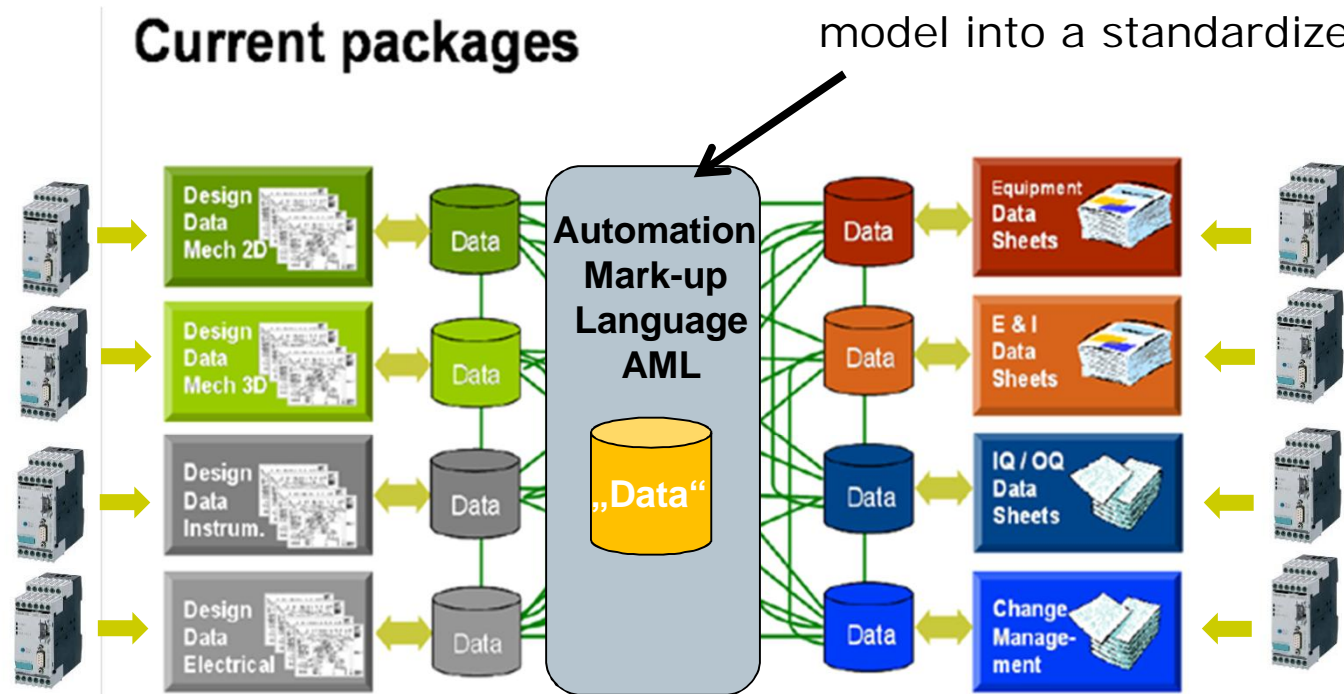 Current packages
model into a standardize
Design
Data
Mech 2D
Data
Design
Data
Mech 3D
Data
Design
Data
Instrum.
Data
Design
Data
Electrical
Data
Automation
Mark-up
Language
AML
„Data“
Data
Equipment
Data
Sheets
Data
E & I
Data
Sheets
Data
IQ / OQ
Data
Sheets
Data
Change
Manage-
ment